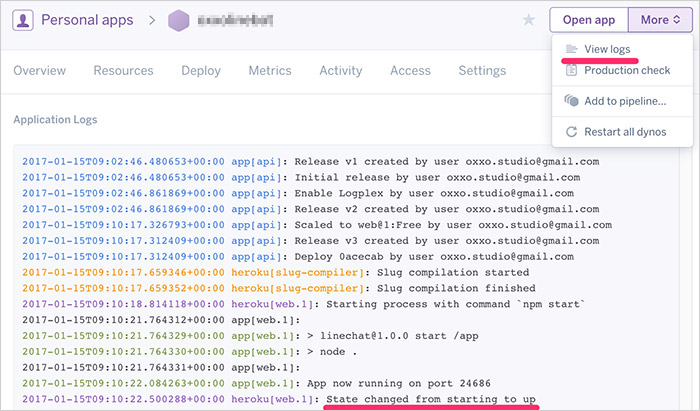 Personal apps
Open app
More
View logs
Production check
Add to pipeline...
Restart all dynos
Overview
Resources
Deploy
Metrics
Activity
Access
Settings
Application Logs
2017-01-15T09:02:46.480653+00:00 app[api]: Release v1 created by user oxxo.studio@gmail.com
2017-01-15T09:02:46.480653+00:00 app[api]: Initial release by user oxxo.studio@gmail.com
2017-01-15T09:02:46.861869+00:00 app[api]: Enable Logplex by user oxxo.studio@gmail.com
2017-01-15T09:02:46.861869+00:00 app[api]: Release v2 created by user oxxo.studio@gmail.com
2017-01-15T09:10:17.326793+00:00 app[api]: Scaled to web@1:Free by user oxxo.studio@gmail.com
2017-01-15T09:10:17.312409+00:00 app[api]: Release v3 created by user oxxo.studio@gmail.com
2017-01-15T09:10:17.312409+00:00 app[api]: Deploy 0acecab by user oxxo.studio@gmail.com
2017-01-15T09:10:17.659346+00:00 heroku[slug-compiler]: Slug compilation started
2017-01-15T09:10:17.659352+00:00 heroku[slug-compiler]: Slug compilation finished
2017-01-15T09:10:18.814118+00:00 heroku[web.1]: Starting process with command `npm start`
2017-01-15T09:10:21.764312+00:00 app[web.1]:
2017-01-15T09:10:21.764329+00:00 app[web.1]: > linechat@1.0.0 start /app
2017-01-15T09:10:21.764330+00:00 app[web.1]: > node .
2017-01-15T09:10:21.764331+00:00 app[web.1]:
2017-01-15T09:10:22.084263+00:00 app[web.1]: App now running on port 24686
2017-01-15T09:10:22.500288+00:00 heroku[web.1]: State changed from starting to up